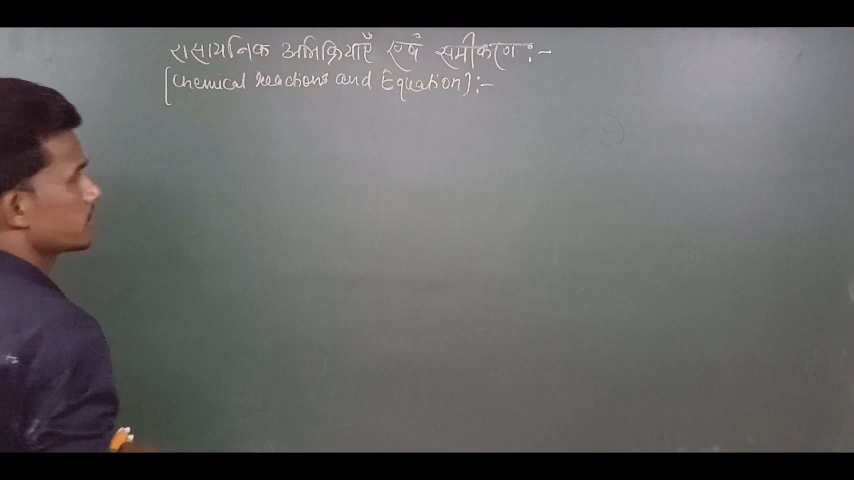 रासायनिक अभिक्रियाएँ एवं समीकरण :-
[Chemical reactions and Equation] :-